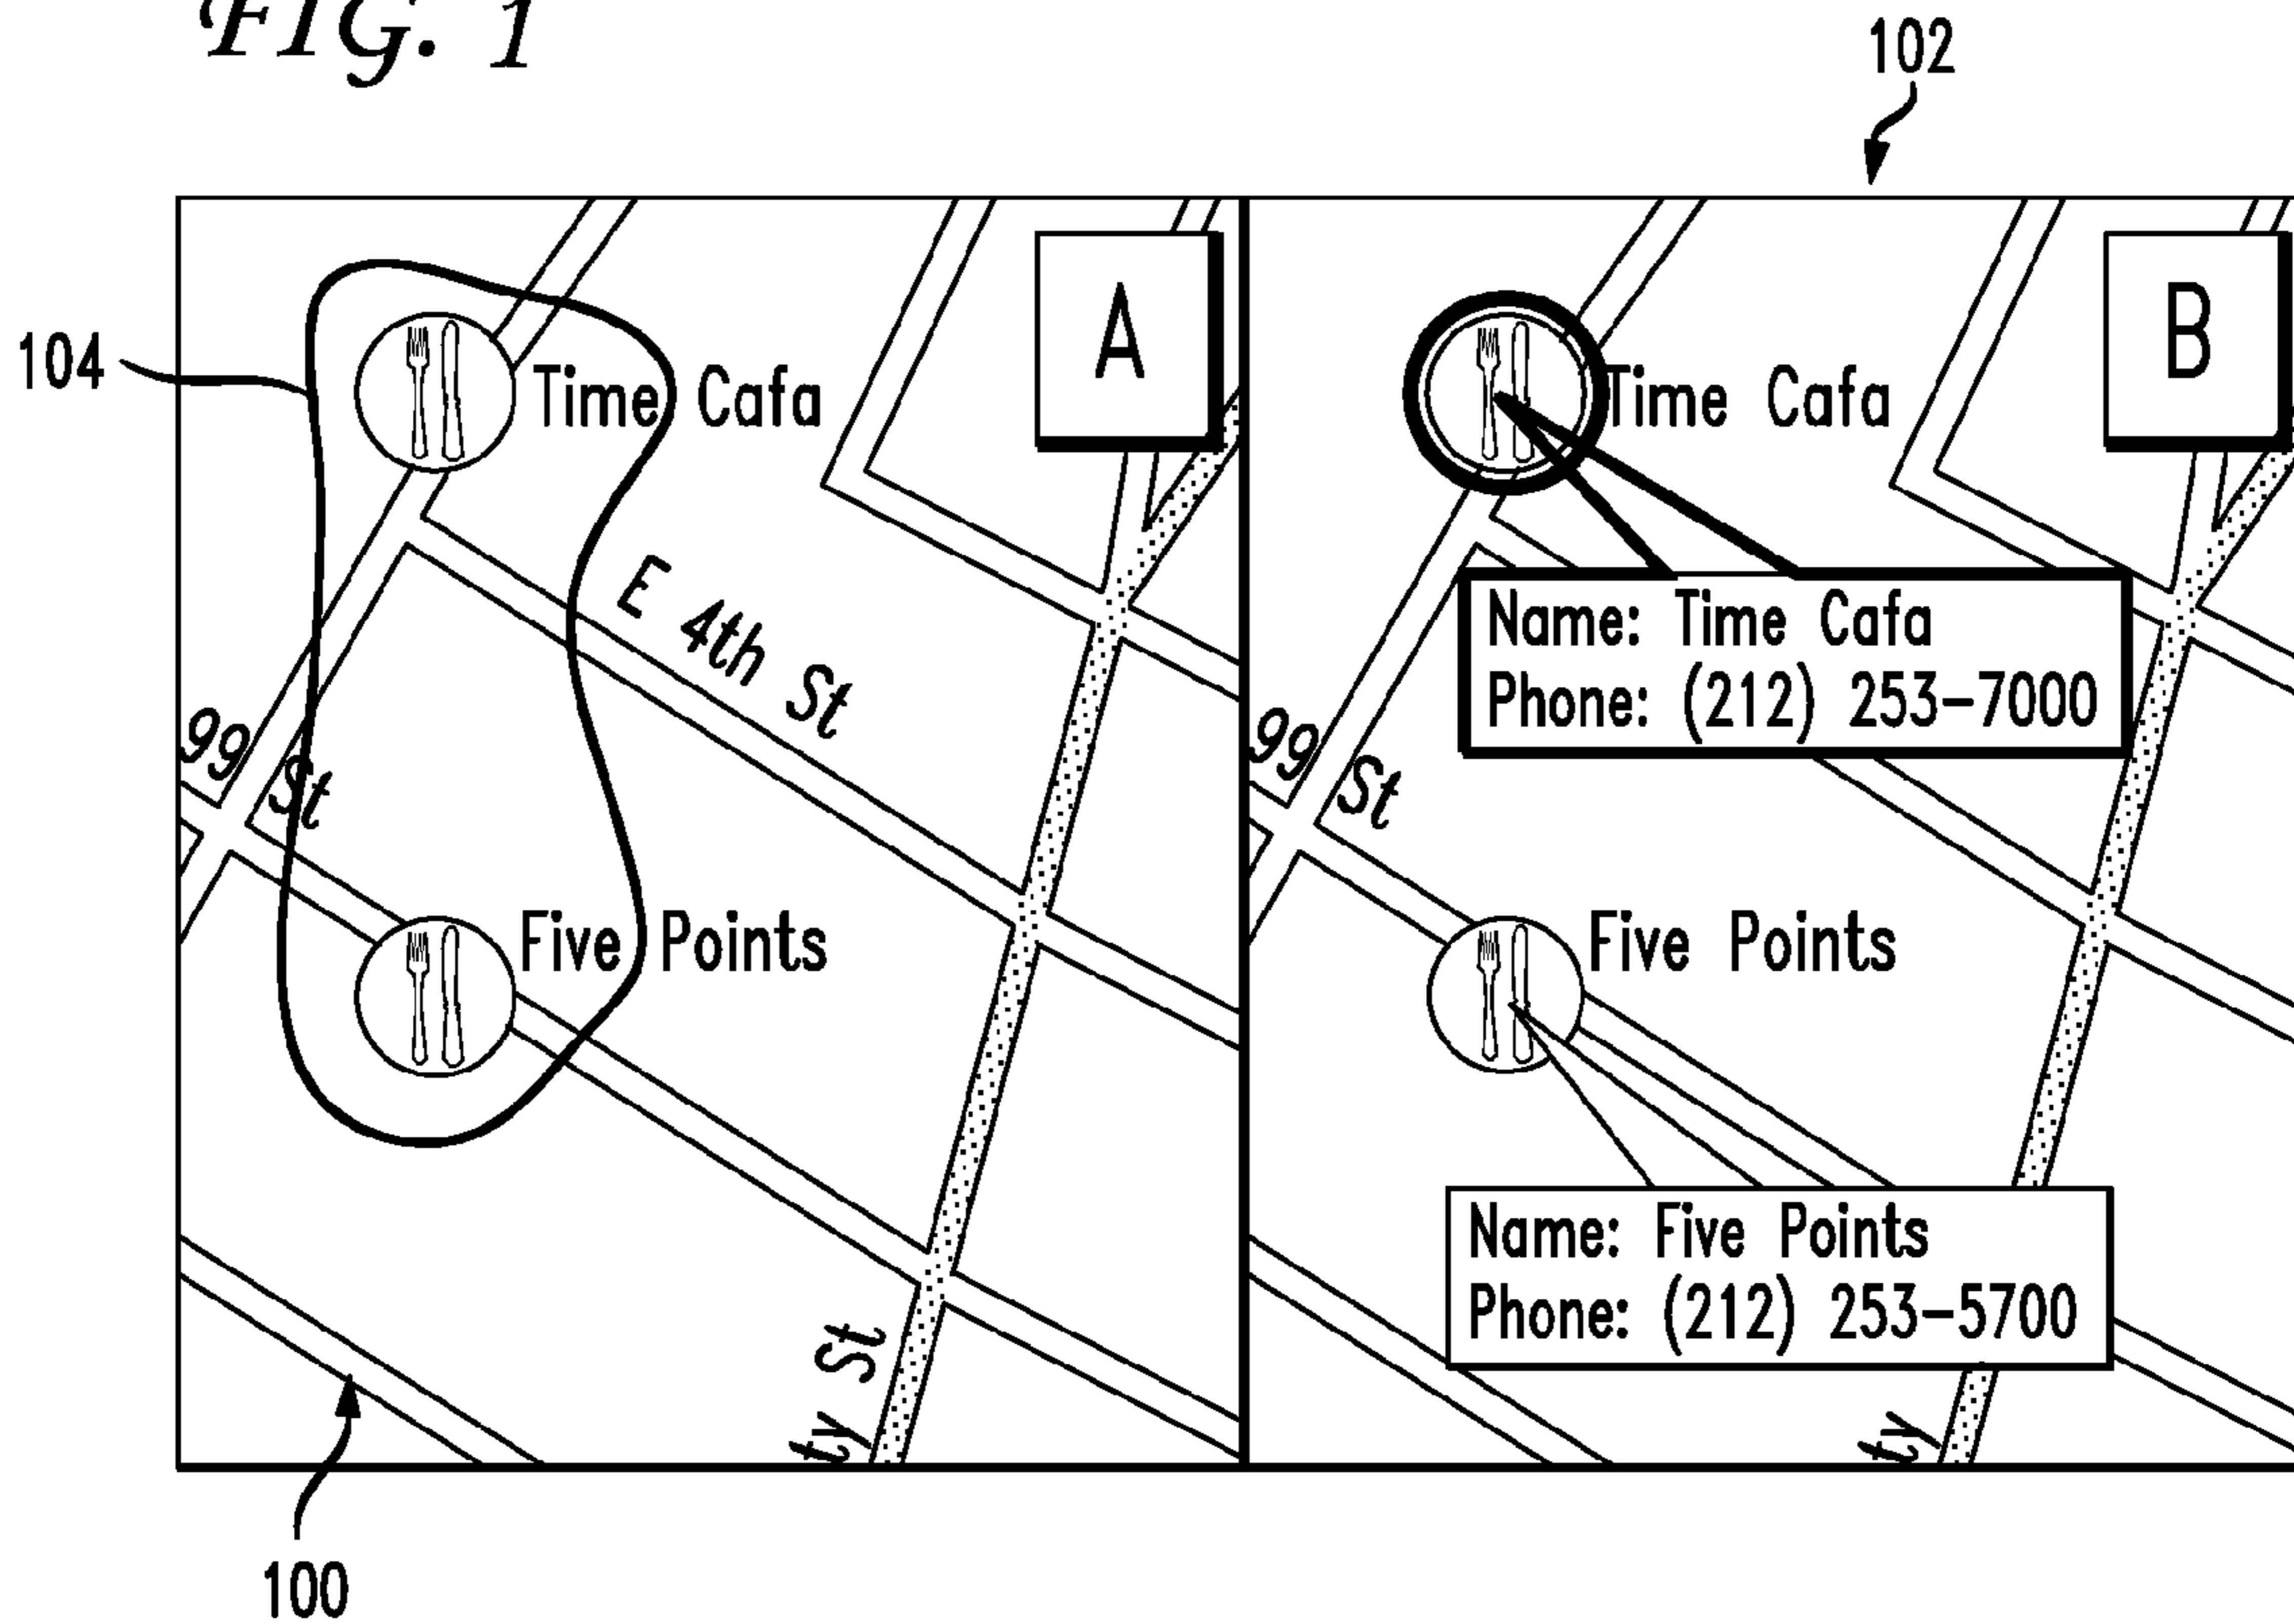 FIG. 1
102
104
A
Time Cafa
E 4th St
99
St
Five Points
ty St
100
B
Time Cafa
Name: Time Cafa
Phone: (212) 253-7000
99
St
Five Points
Name: Five Points
Phone: (212) 253-5700
ty